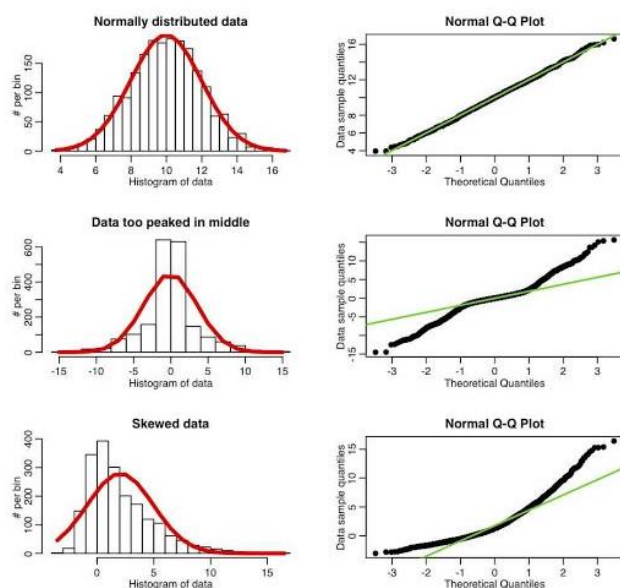 Normally distributed data
# per bin
0 50 100 150
4 6 8 10 12 14 16
Histogram of data
Normal Q-Q Plot
Data sample quantiles
4 8 12 16
-3 -2 -1 0 1 2 3
Theoretical Quantiles
Data too peaked in middle
# per bin
0 200 400 600
-15 -10 -5 0 5 10 15
Histogram of data
Normal Q-Q Plot
Data sample quantiles
-15 -5 0 5 10
-3 -2 -1 0 1 2 3
Theoretical Quantiles
Skewed data
# per bin
0 100 200 300 400
0 5 10 15
Histogram of data
Normal Q-Q Plot
Data sample quantiles
0 5 10 15
-3 -2 -1 0 1 2 3
Theoretical Quantiles